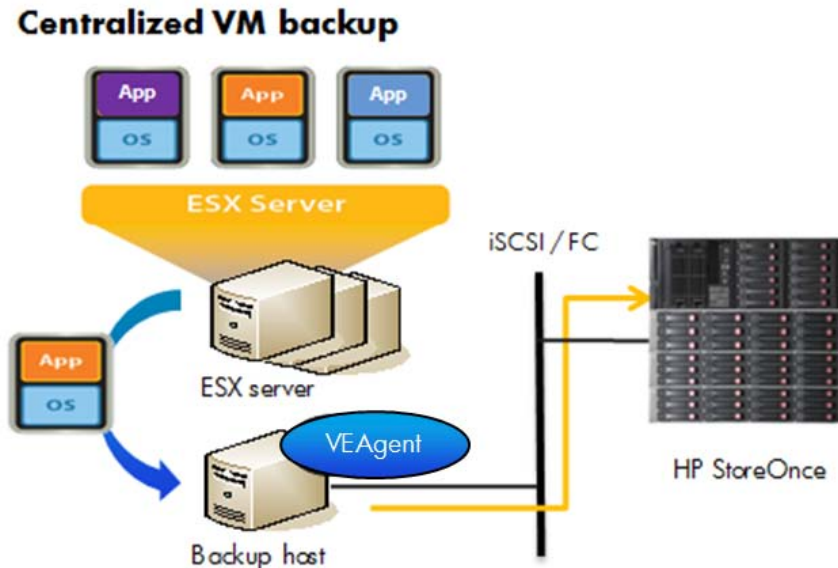 Centralized VM backup
App
App
App
OS
OS
OS
ESX Server
iSCSI / FC
App
OS
ESX server
VEAgent
HP StoreOnce
Backup host